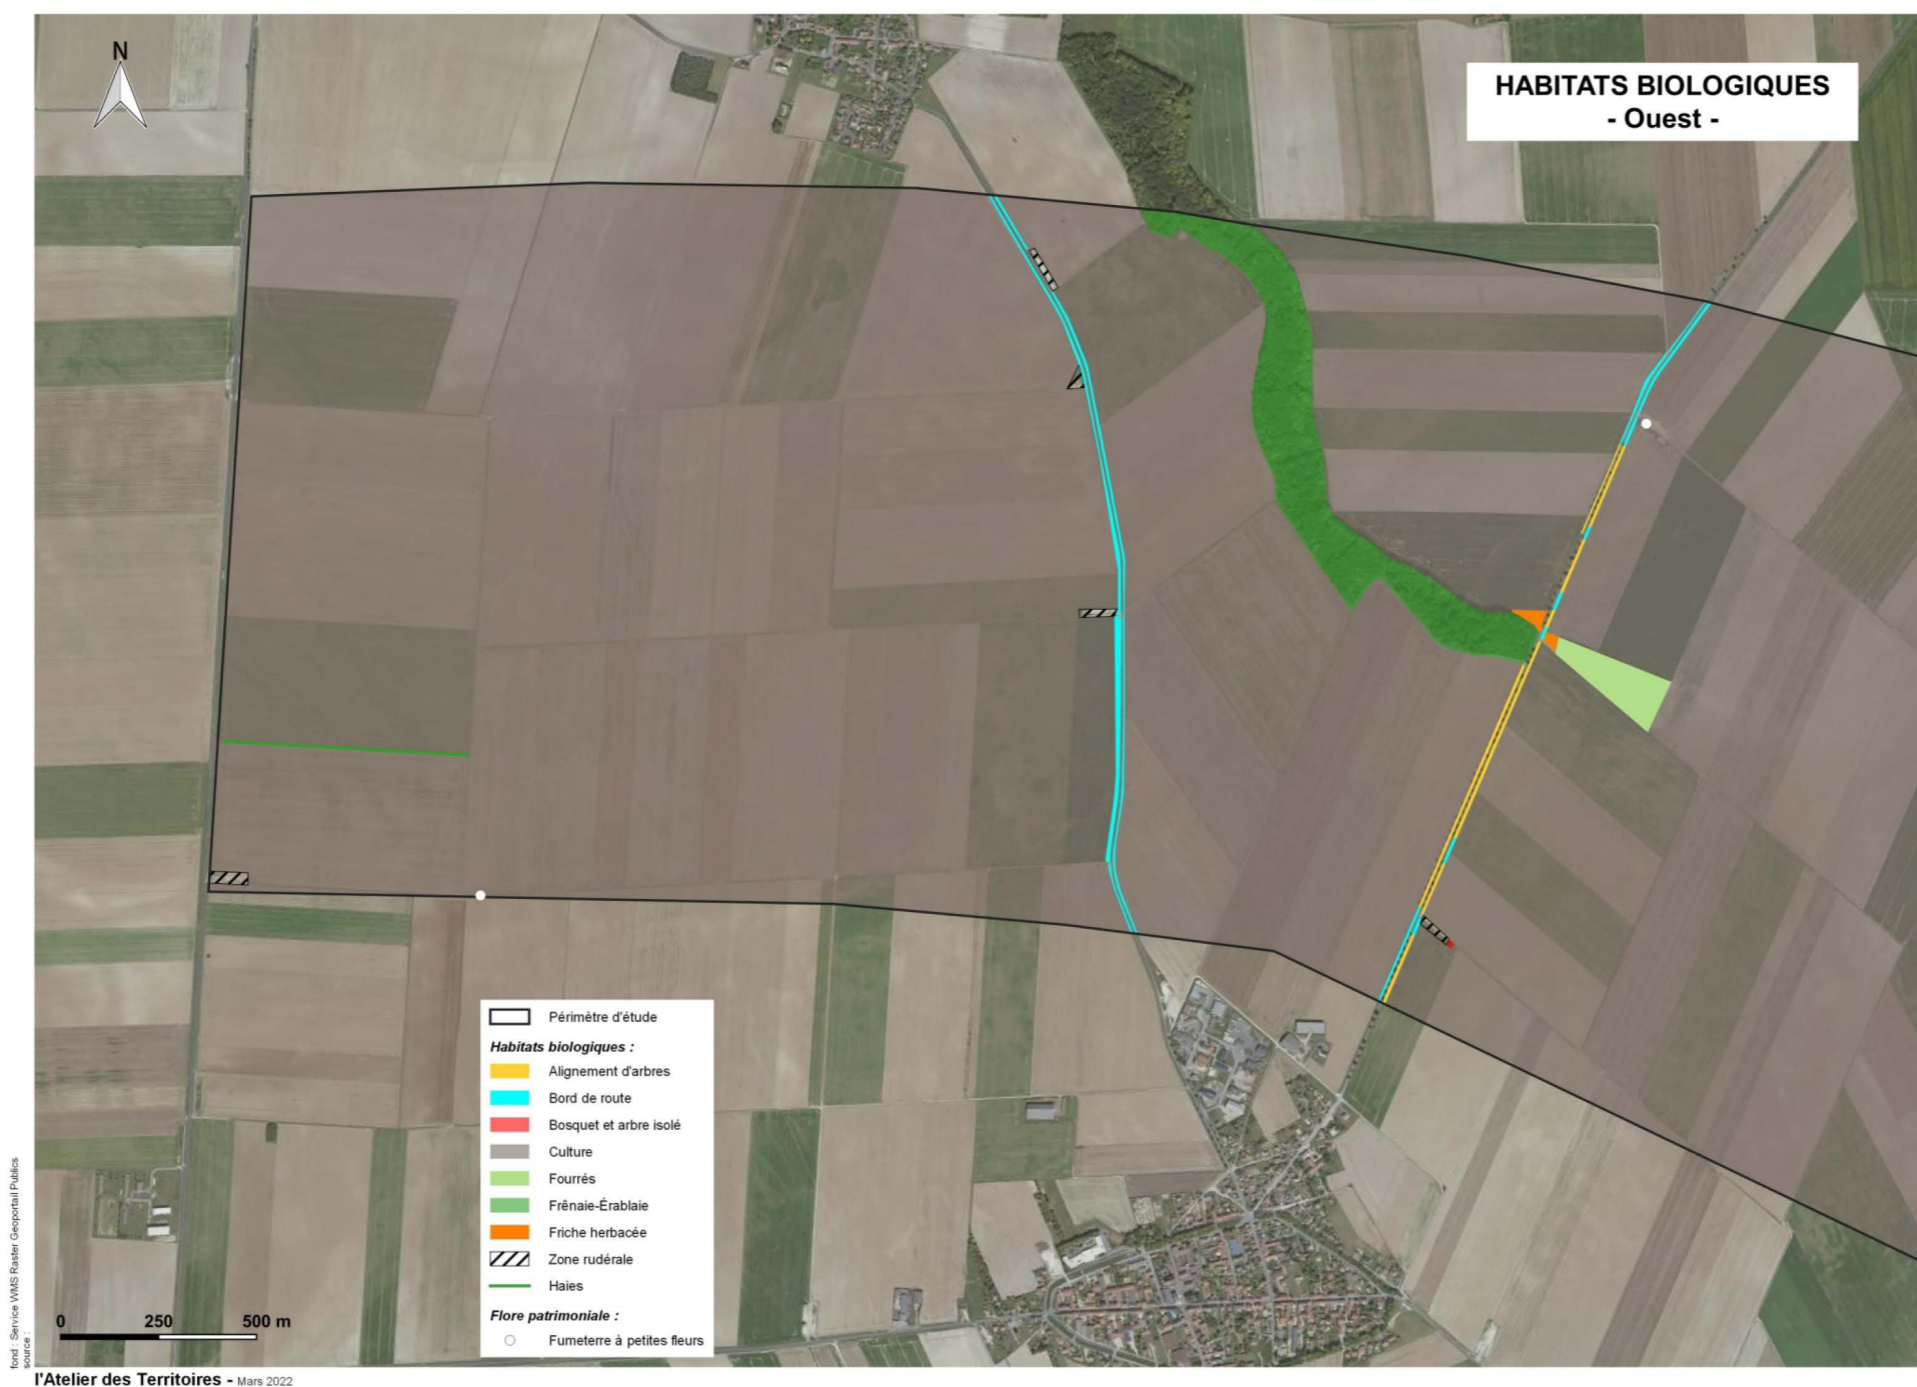 N
HABITATS BIOLOGIQUES
- Ouest -
Périmètre d'étude
Habitats biologiques :
Alignement d'arbres
Bord de route
Bosquet et arbre isolé
Culture
Fourrés
Frênaie-Érablaie
Friche herbacée
Zone rudérale
Haies
Flore patrimoniale :
Fumeterre à petites fleurs
0 250 500 m
fond : Service WMS Raster Geoportail Publics
source :
l'Atelier des Territoires - Mars 2022